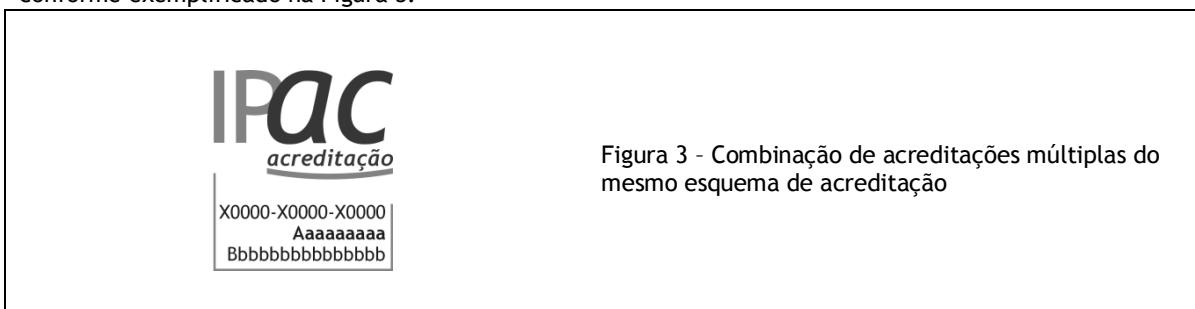 conforme exemplificado na Figura 3.
IPac
acreditação
X0000-X0000-X0000
Aaaaaaaaa
Bbbbbbbbbbbbbbb
Figura 3 – Combinação de acreditações múltiplas do
mesmo esquema de acreditação